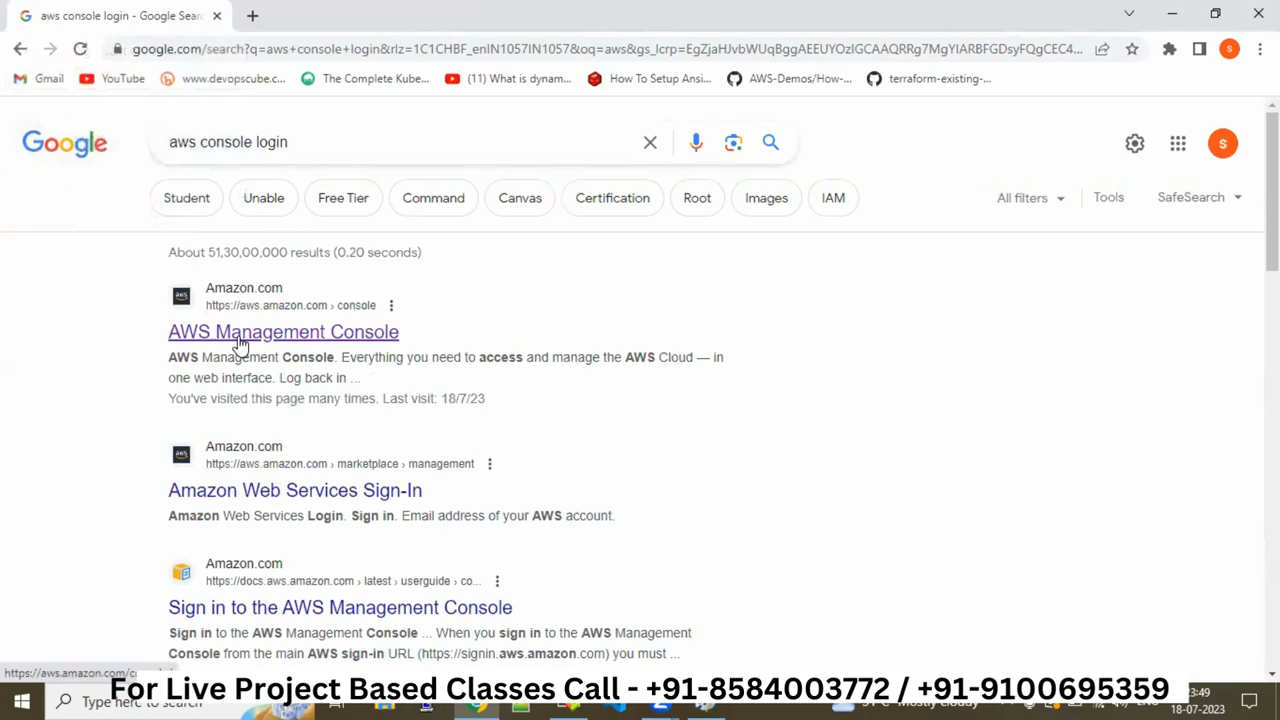 aws console login - Google Sear
google.com/search?q=aws+console+login&rlz=1C1CHBF_enIN1057IN1057&oq=aws&gs_lcrp=EgZjaHJvbWUqBggAEEUYOzIGCAAQRRg7MgYIARBFGDsyFQgCEC4...
Gmail YouTube www.devopscube.c... The Complete Kube... (11) What is dynam... How To Setup Ansi... AWS-Demos/How-... terraform-existing-...
Google aws console login S
Student Unable Free Tier Command Canvas Certification Root Images IAM All filters Tools SafeSearch
About 51,30,00,000 results (0.20 seconds)
Amazon.com
https://aws.amazon.com › console
AWS Management Console
AWS Management Console. Everything you need to access and manage the AWS Cloud — in
one web interface. Log back in ...
You've visited this page many times. Last visit: 18/7/23
Amazon.com
https://aws.amazon.com › marketplace › management
Amazon Web Services Sign-In
Amazon Web Services Login. Sign in. Email address of your AWS account.
Amazon.com
https://docs.aws.amazon.com › latest › userguide › co...
Sign in to the AWS Management Console
Sign in to the AWS Management Console ... When you sign in to the AWS Management
Console from the main AWS sign-in URL (https://signin.aws.amazon.com) you must ...
https://aws.amazon.com/
For Live Project Based Classes Call - +91-8584003772 / +91-9100695359
Type here to search
18-07-2023